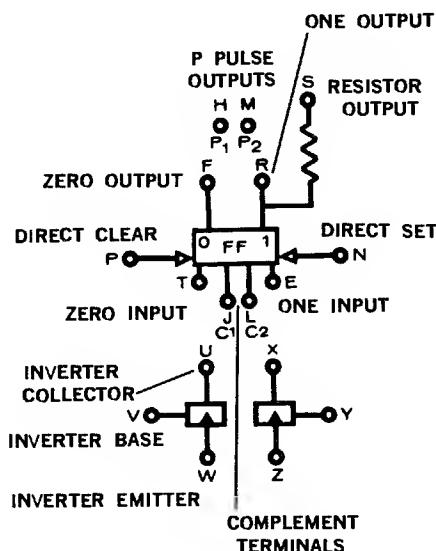 ONE OUTPUT
P PULSE
OUTPUTS
S
RESISTOR
OUTPUT
H M
P1 P2
F R
ZERO OUTPUT
0 FF 1
DIRECT CLEAR
DIRECT SET
P
N
T E
ZERO INPUT
J L
C1 C2
ONE INPUT
U X
INVERTER
COLLECTOR
V Y
INVERTER BASE
W Z
INVERTER EMITTER
COMPLEMENT
TERMINALS